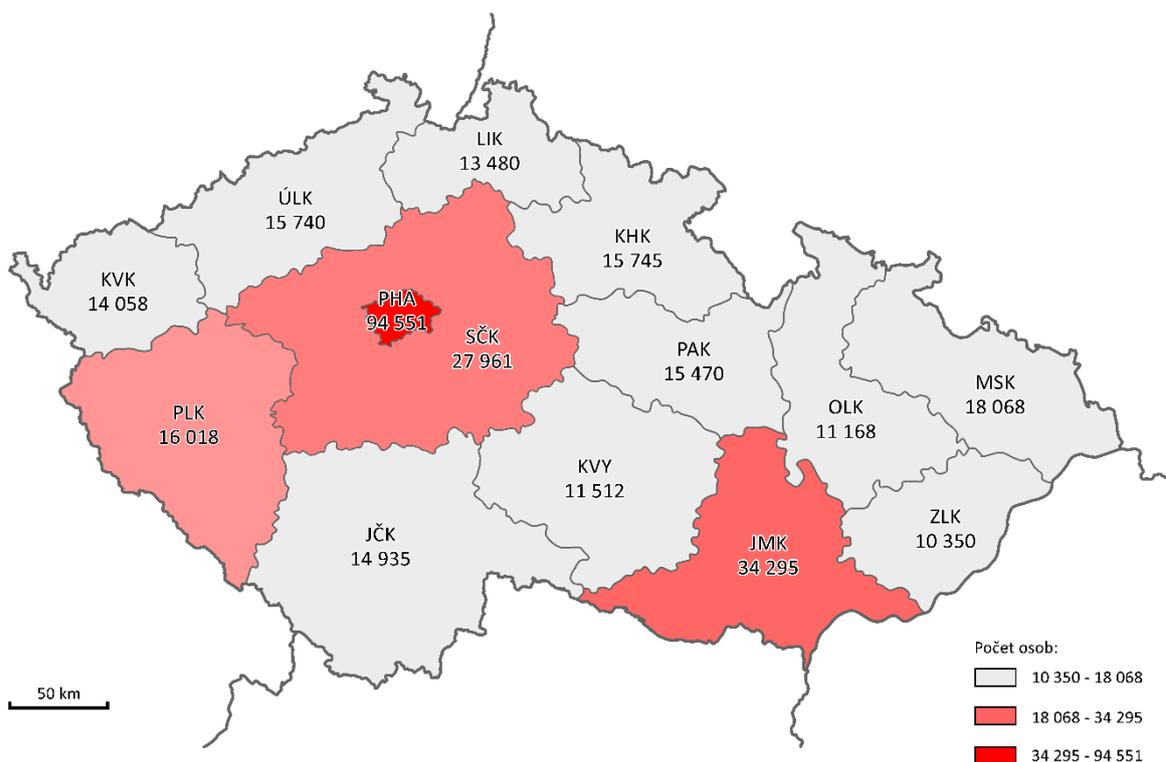 LIK
13 480
ÚLK
15 740
KHK
15 745
KVK
14 058
PHA
94 551
SČK
27 961
PAK
15 470
MSK
18 068
OLK
11 168
PLK
16 018
KVY
11 512
ZLK
10 350
JČK
14 935
JMK
34 295
Počet osob:
10 350 - 18 068
18 068 - 34 295
34 295 - 94 551
50 km